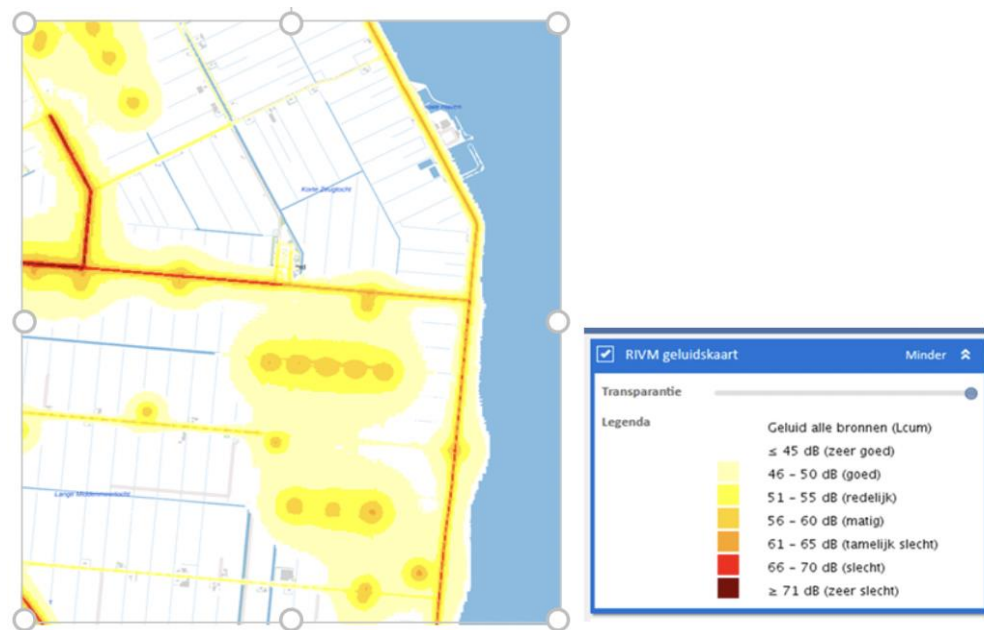 Korte Zeugtocht
Lange Middenmeertocht
RIVM geluidskaart
Minder
Transparantie
Legenda
Geluid alle bronnen (Lcum)
≤ 45 dB (zeer goed)
46 - 50 dB (goed)
51 - 55 dB (redelijk)
56 - 60 dB (matig)
61 - 65 dB (tamelijk slecht)
66 - 70 dB (slecht)
≥ 71 dB (zeer slecht)